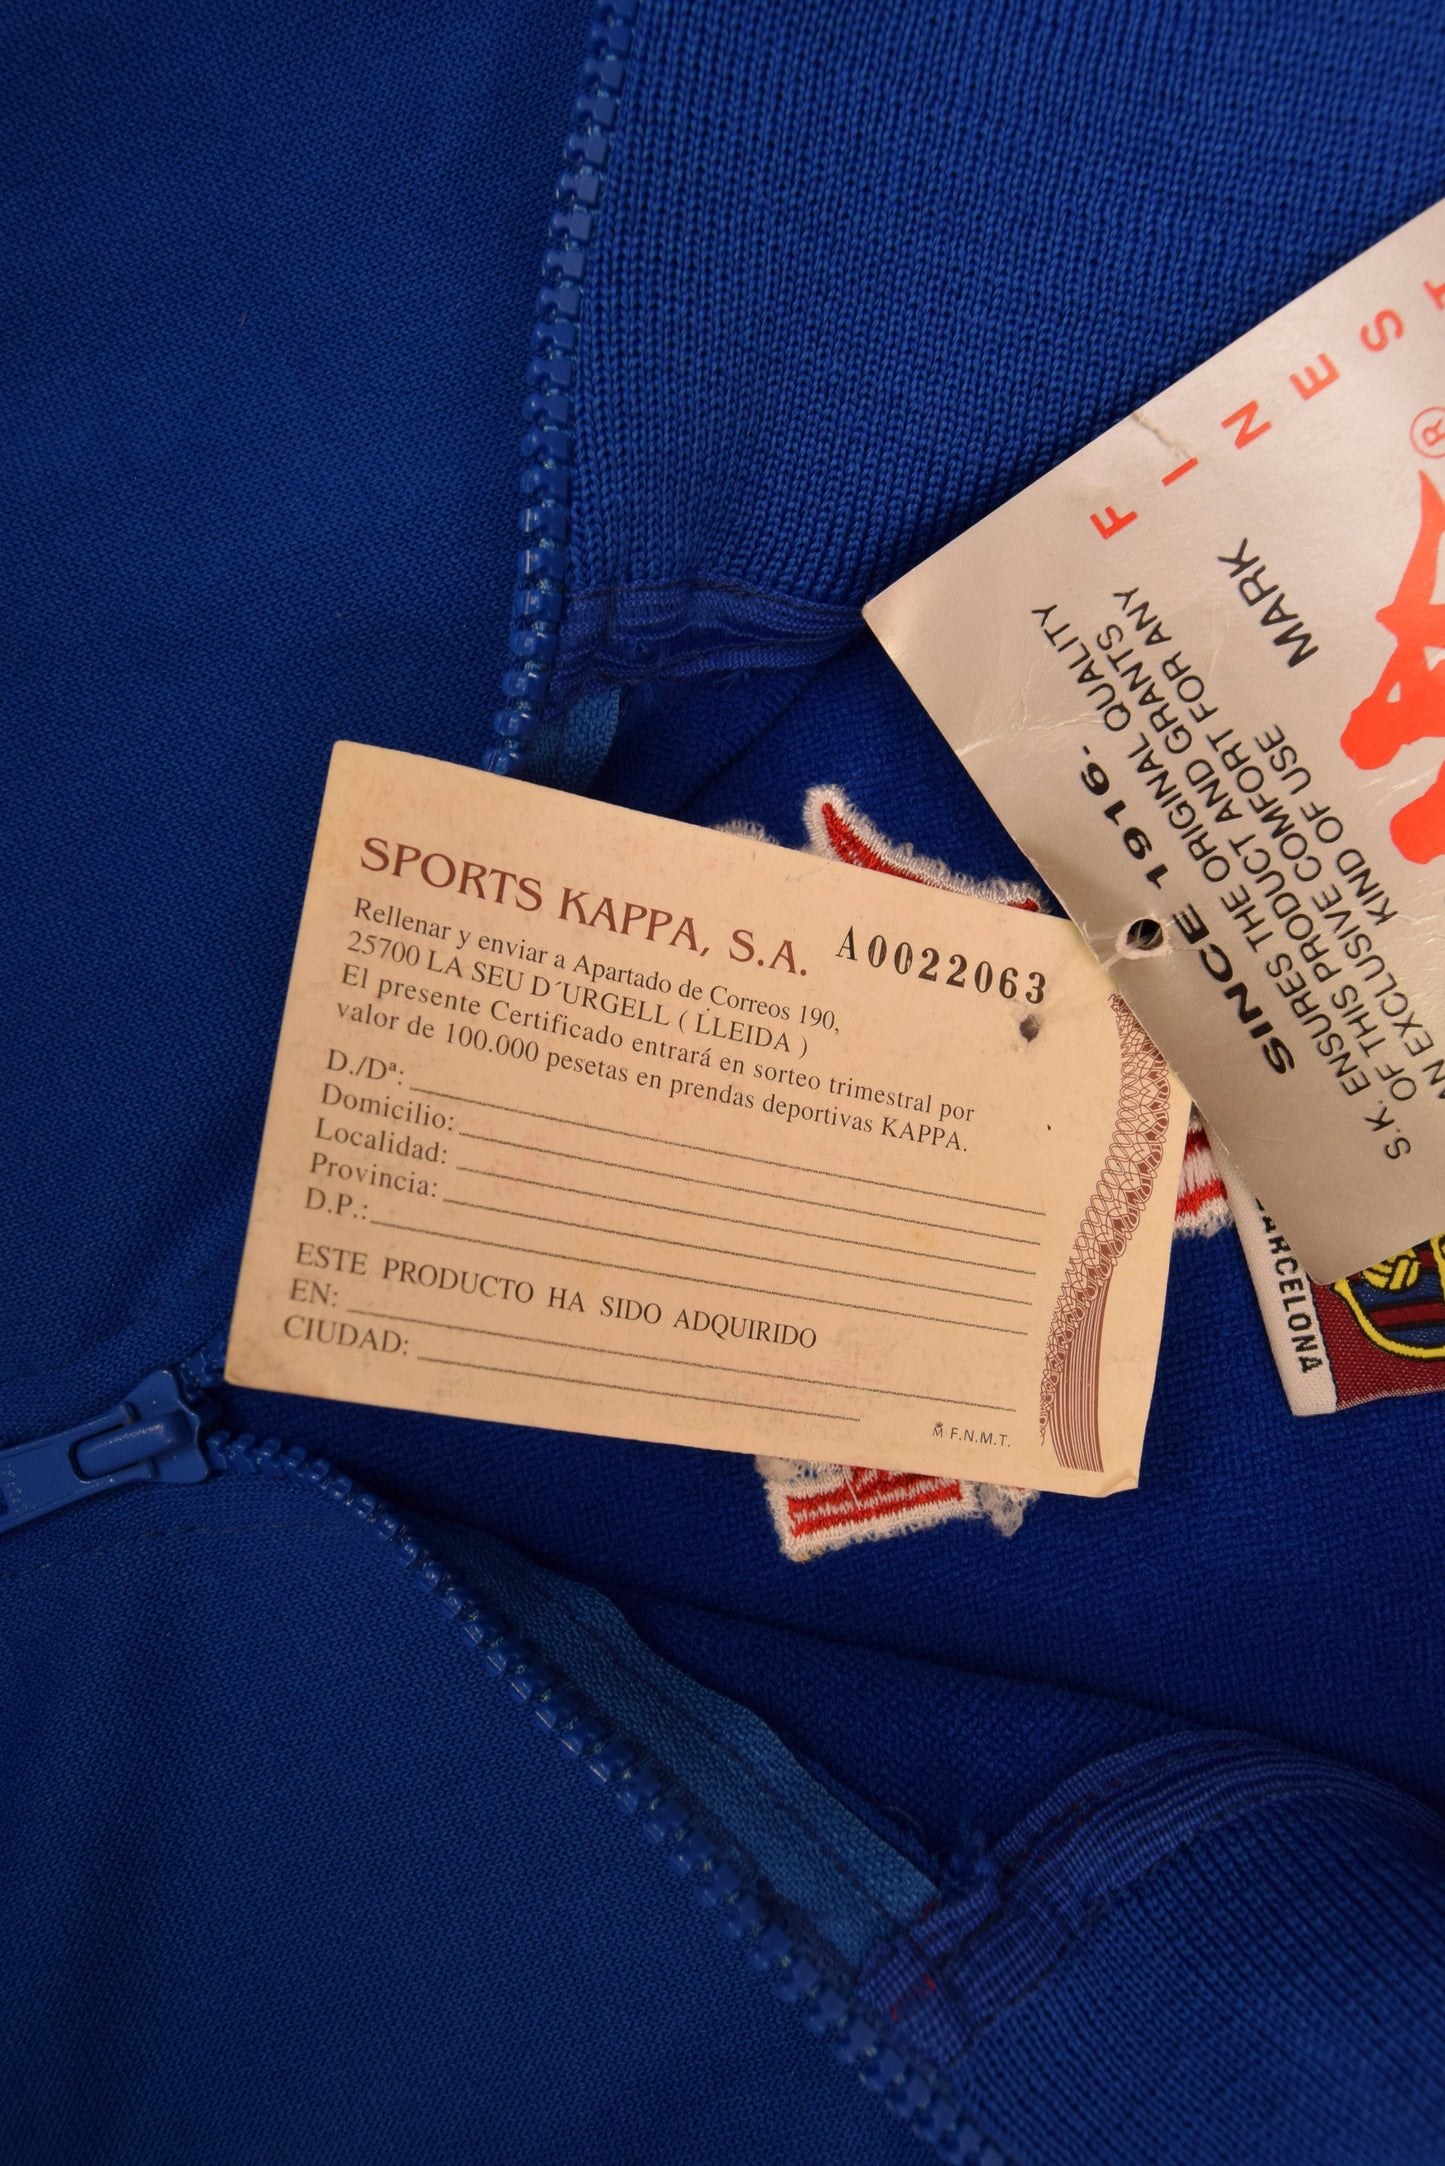 SPORTS KAPPA, S.A. A0022063
Rellenar y enviar a Apartado de Correos 190,
25700 LA SEU D´URGELL ( LLEIDA )
El presente Certificado entrará en sorteo trimestral por
valor de 100.000 pesetas en prendas deportivas KAPPA.
D./Dª:
Domicilio:
Localidad:
Provincia:
D.P.:
ESTE PRODUCTO HA SIDO ADQUIRIDO
EN:
CIUDAD:
M F.N.M.T.
FINEST
®
MARK
SINCE 1916-
S.K. ENSURES THE ORIGINAL QUALITY
OF THIS PRODUCT AND GRANTS
AN EXCLUSIVE COMFORT FOR ANY
KIND OF USE
BARCELONA